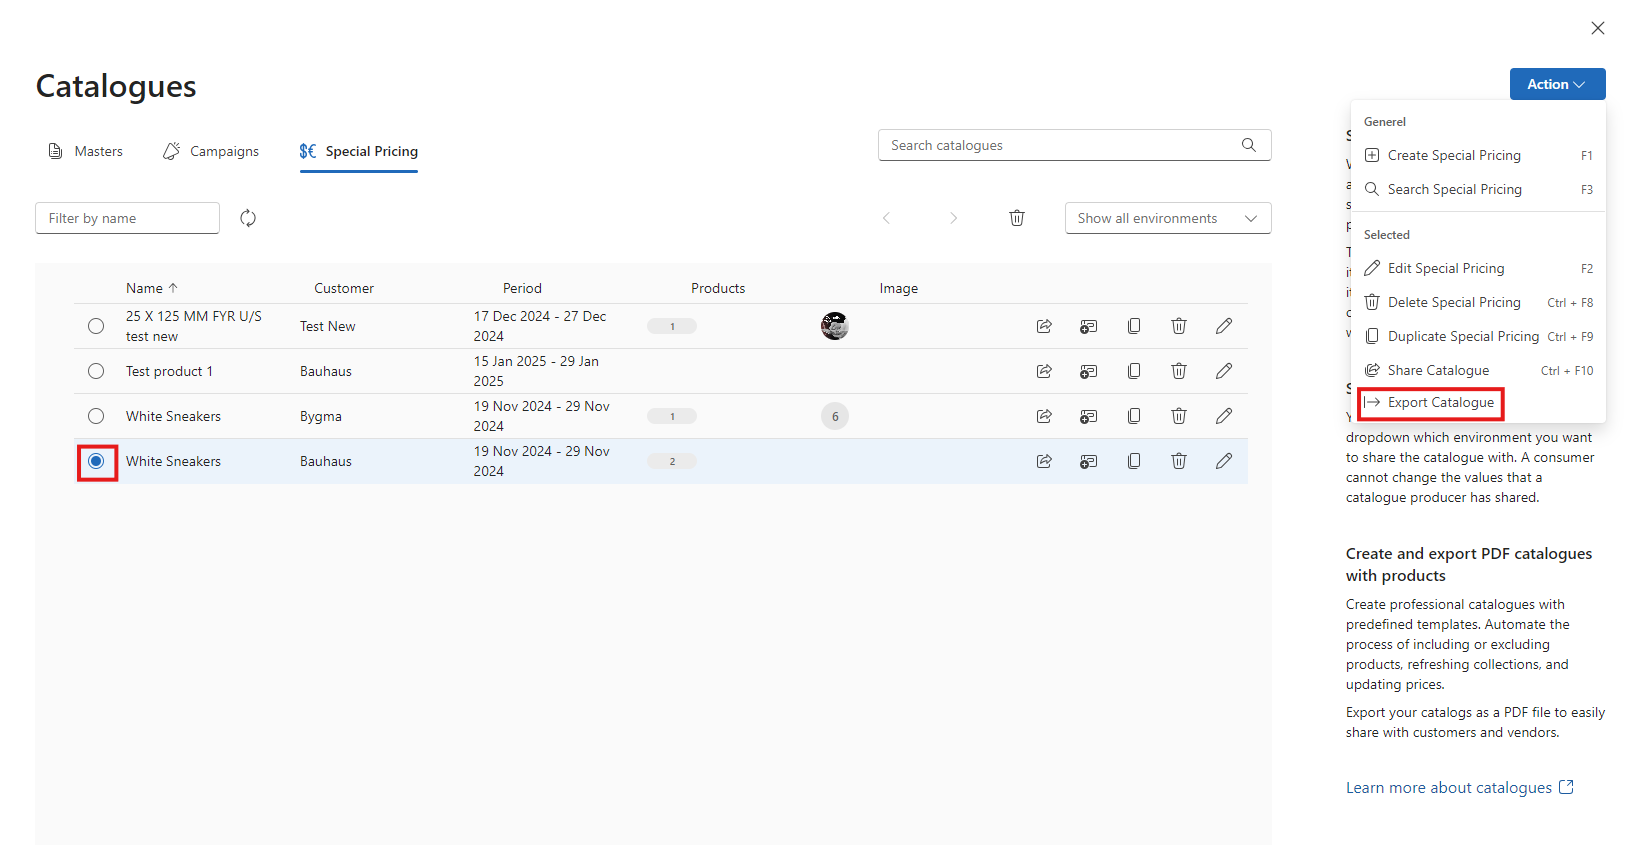 Catalogues
Action
Masters
Campaigns
$€ Special Pricing
Search catalogues
Filter by name
Show all environments
Name ↑ Customer Period Products Image
25 X 125 MM FYR U/S
test new
Test New
17 Dec 2024 - 27 Dec
2024
1
Test product 1
Bauhaus
15 Jan 2025 - 29 Jan
2025
White Sneakers
Bygma
19 Nov 2024 - 29 Nov
2024
1
6
White Sneakers
Bauhaus
19 Nov 2024 - 29 Nov
2024
2
Generel
Create Special Pricing F1
Search Special Pricing F3
Selected
Edit Special Pricing F2
Delete Special Pricing Ctrl + F8
Duplicate Special Pricing Ctrl + F9
Share Catalogue Ctrl + F10
Export Catalogue
dropdown which environment you want
to share the catalogue with. A consumer
cannot change the values that a
catalogue producer has shared.
Create and export PDF catalogues
with products
Create professional catalogues with
predefined templates. Automate the
process of including or excluding
products, refreshing collections, and
updating prices.
Export your catalogs as a PDF file to easily
share with customers and vendors.
Learn more about catalogues